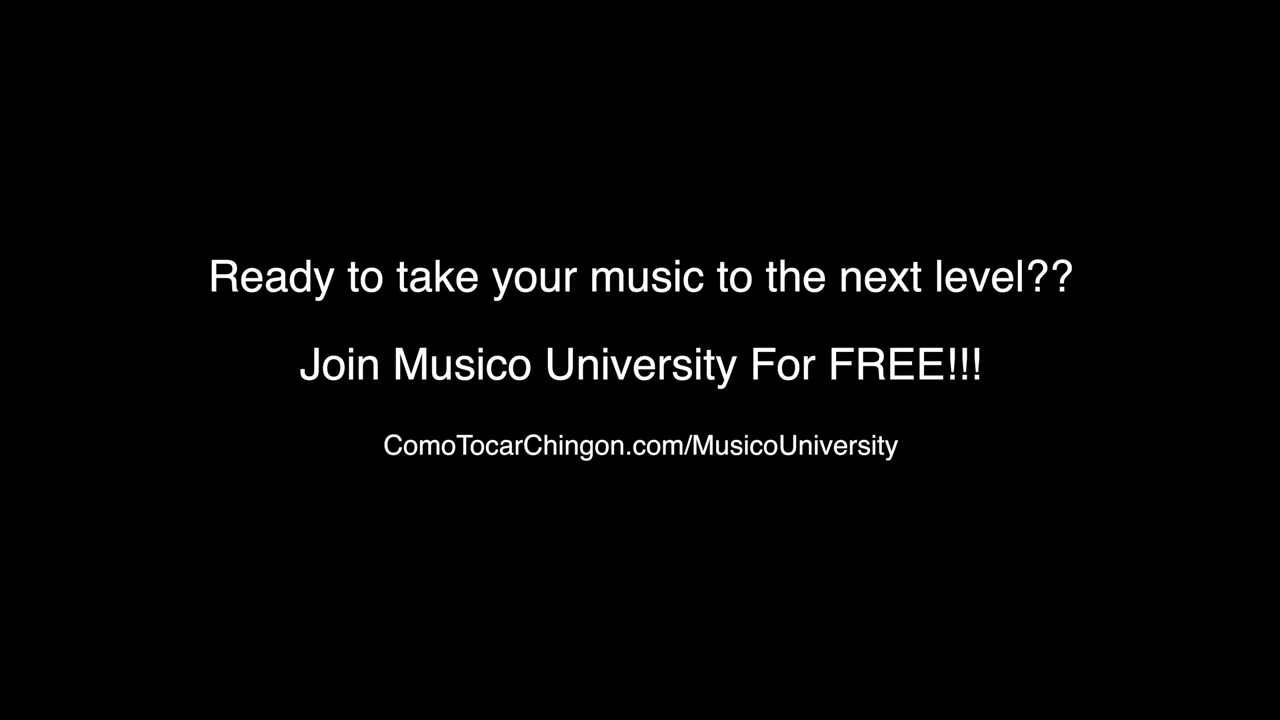 Ready to take your music to the next level??
Join Musico University For FREE!!!
ComoTocarChingon.com/MusicoUniversity